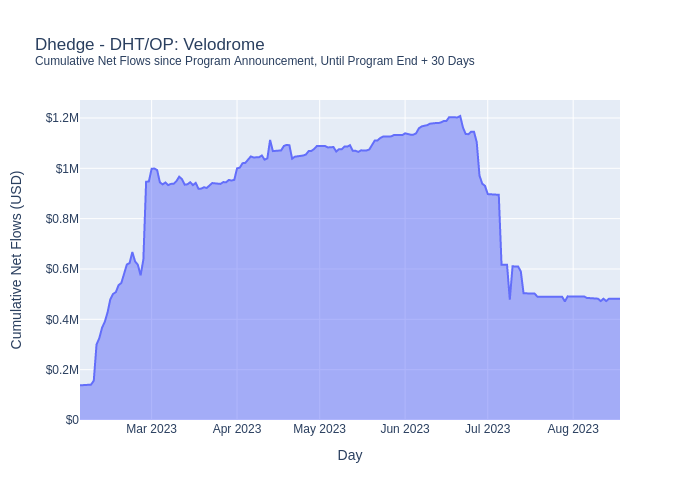 Dhedge - DHT/OP: Velodrome
Cumulative Net Flows since Program Announcement, Until Program End + 30 Days
Cumulative Net Flows (USD)
$1.2M
$1M
$0.8M
$0.6M
$0.4M
$0.2M
$0
Mar 2023 Apr 2023 May 2023 Jun 2023 Jul 2023 Aug 2023
Day